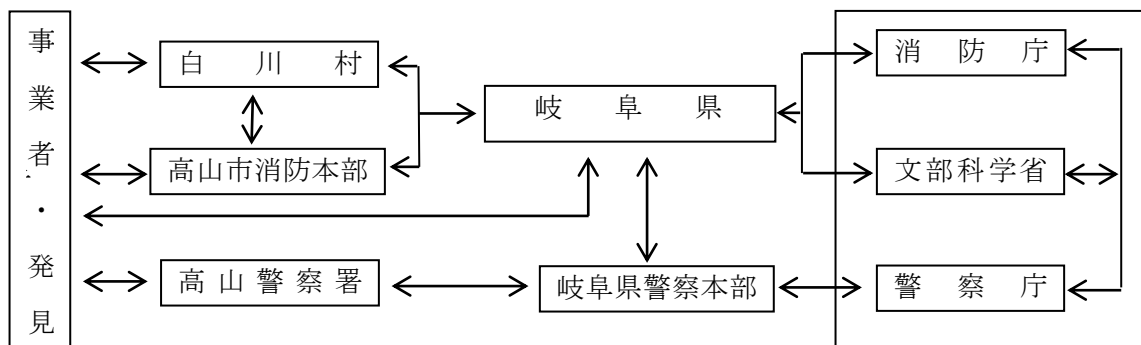 事業者・発見
白川村
高山市消防本部
高山警察署
岐阜県
岐阜県警察本部
消防庁
文部科学省
警察庁